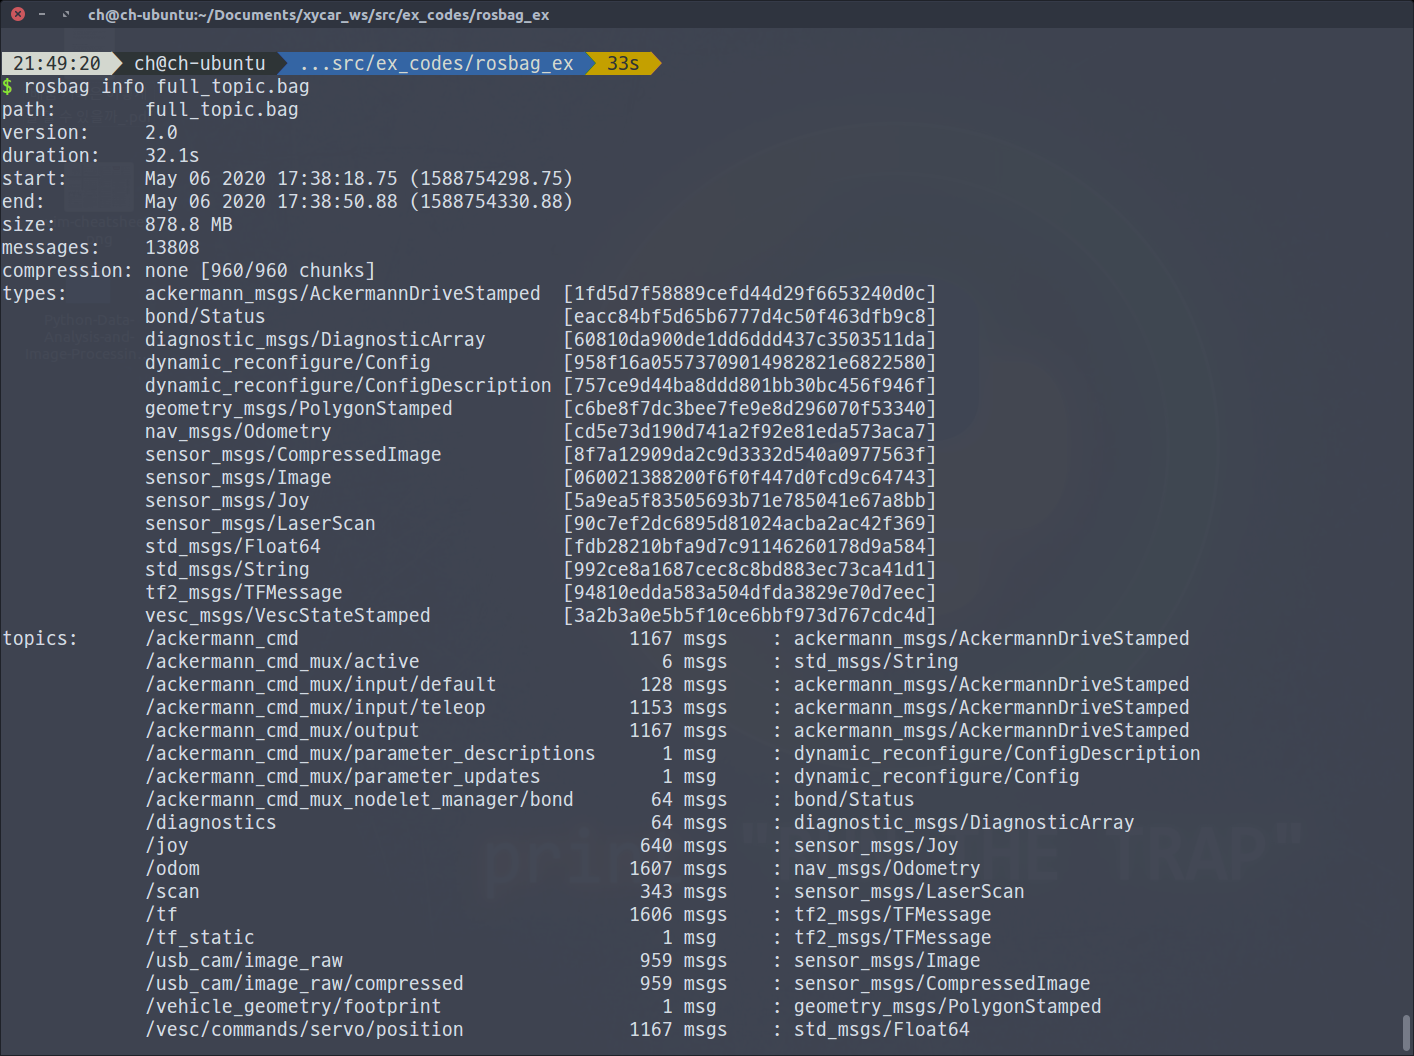 ch@ch-ubuntu:~/Documents/xycar_ws/src/ex_codes/rosbag_ex
21:49:20 ch@ch-ubuntu ...src/ex_codes/rosbag_ex 33s
$ rosbag info full_topic.bag
path: full_topic.bag
version: 2.0
duration: 32.1s
start: May 06 2020 17:38:18.75 (1588754298.75)
end: May 06 2020 17:38:50.88 (1588754330.88)
size: 878.8 MB
messages: 13808
compression: none [960/960 chunks]
types: ackermann_msgs/AckermannDriveStamped [1fd5d7f58889cefd44d29f6653240d0c]
bond/Status [eacc84bf5d65b6777d4c50f463dfb9c8]
diagnostic_msgs/DiagnosticArray [60810da900de1dd6ddd437c3503511da]
dynamic_reconfigure/Config [958f16a05573709014982821e6822580]
dynamic_reconfigure/ConfigDescription [757ce9d44ba8ddd801bb30bc456f946f]
geometry_msgs/PolygonStamped [c6be8f7dc3bee7fe9e8d296070f53340]
nav_msgs/Odometry [cd5e73d190d741a2f92e81eda573aca7]
sensor_msgs/CompressedImage [8f7a12909da2c9d3332d540a0977563f]
sensor_msgs/Image [060021388200f6f0f447d0fcd9c64743]
sensor_msgs/Joy [5a9ea5f83505693b71e785041e67a8bb]
sensor_msgs/LaserScan [90c7ef2dc6895d81024acba2ac42f369]
std_msgs/Float64 [fdb28210bfa9d7c91146260178d9a584]
std_msgs/String [992ce8a1687cec8c8bd883ec73ca41d1]
tf2_msgs/TFMessage [94810edda583a504dfda3829e70d7eec]
vesc_msgs/VescStateStamped [3a2b3a0e5b5f10ce6bbf973d767cdc4d]
topics: /ackermann_cmd 1167 msgs : ackermann_msgs/AckermannDriveStamped
/ackermann_cmd_mux/active 6 msgs : std_msgs/String
/ackermann_cmd_mux/input/default 128 msgs : ackermann_msgs/AckermannDriveStamped
/ackermann_cmd_mux/input/teleop 1153 msgs : ackermann_msgs/AckermannDriveStamped
/ackermann_cmd_mux/output 1167 msgs : ackermann_msgs/AckermannDriveStamped
/ackermann_cmd_mux/parameter_descriptions 1 msg : dynamic_reconfigure/ConfigDescription
/ackermann_cmd_mux/parameter_updates 1 msg : dynamic_reconfigure/Config
/ackermann_cmd_mux_nodelet_manager/bond 64 msgs : bond/Status
/diagnostics 64 msgs : diagnostic_msgs/DiagnosticArray
/joy 640 msgs : sensor_msgs/Joy
/odom 1607 msgs : nav_msgs/Odometry
/scan 343 msgs : sensor_msgs/LaserScan
/tf 1606 msgs : tf2_msgs/TFMessage
/tf_static 1 msg : tf2_msgs/TFMessage
/usb_cam/image_raw 959 msgs : sensor_msgs/Image
/usb_cam/image_raw/compressed 959 msgs : sensor_msgs/CompressedImage
/vehicle_geometry/footprint 1 msg : geometry_msgs/PolygonStamped
/vesc/commands/servo/position 1167 msgs : std_msgs/Float64